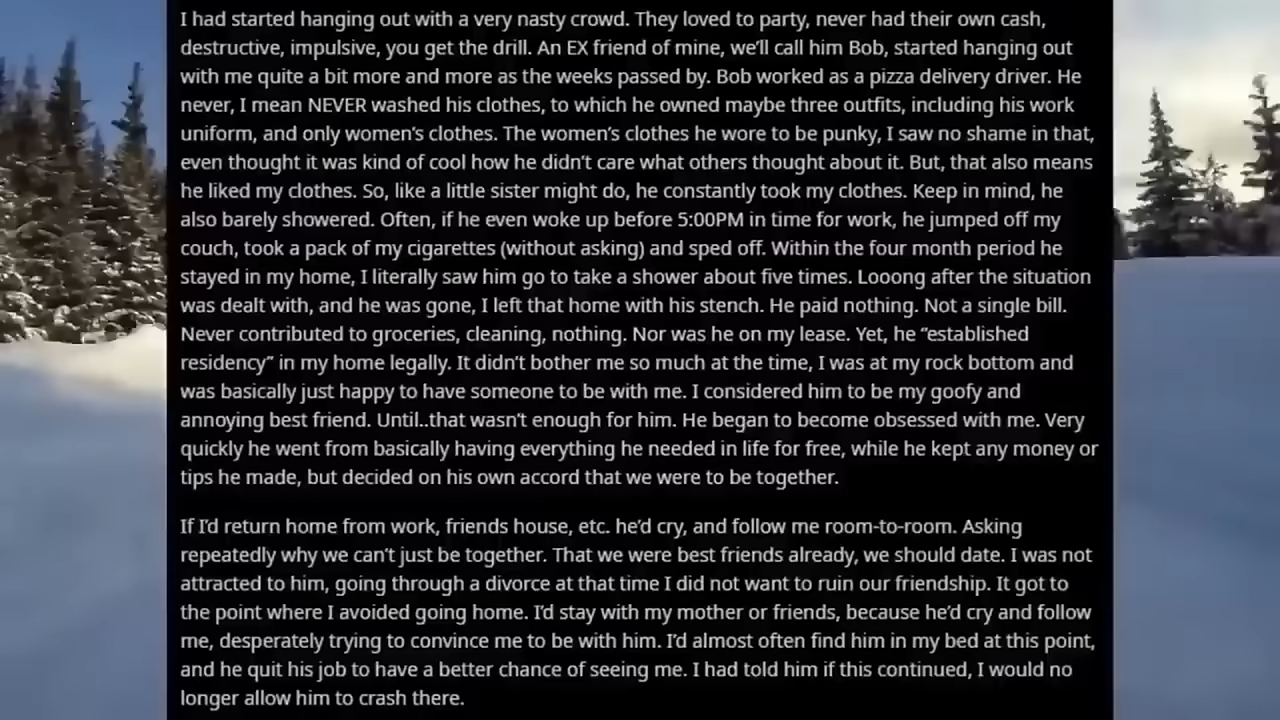 I had started hanging out with a very nasty crowd. They loved to party, never had their own cash,
destructive, impulsive, you get the drill. An EX friend of mine, we'll call him Bob, started hanging out
with me quite a bit more and more as the weeks passed by. Bob worked as a pizza delivery driver. He
never, I mean NEVER washed his clothes, to which he owned maybe three outfits, including his work
uniform, and only women's clothes. The women's clothes he wore to be punky, I saw no shame in that,
even thought it was kind of cool how he didn't care what others thought about it. But, that also means
he liked my clothes. So, like a little sister might do, he constantly took my clothes. Keep in mind, he
also barely showered. Often, if he even woke up before 5:00PM in time for work, he jumped off my
couch, took a pack of my cigarettes (without asking) and sped off. Within the four month period he
stayed in my home, I literally saw him go to take a shower about five times. Looong after the situation
was dealt with, and he was gone, I left that home with his stench. He paid nothing. Not a single bill.
Never contributed to groceries, cleaning, nothing. Nor was he on my lease. Yet, he “established
residency” in my home legally. It didn't bother me so much at the time, I was at my rock bottom and
was basically just happy to have someone to be with me. I considered him to be my goofy and
annoying best friend. Until..that wasn't enough for him. He began to become obsessed with me. Very
quickly he went from basically having everything he needed in life for free, while he kept any money or
tips he made, but decided on his own accord that we were to be together.
If I'd return home from work, friends house, etc. he'd cry, and follow me room-to-room. Asking
repeatedly why we can't just be together. That we were best friends already, we should date. I was not
attracted to him, going through a divorce at that time I did not want to ruin our friendship. It got to
the point where I avoided going home. I'd stay with my mother or friends, because he'd cry and follow
me, desperately trying to convince me to be with him. I'd almost often find him in my bed at this point,
and he quit his job to have a better chance of seeing me. I had told him if this continued, I would no
longer allow him to crash there.